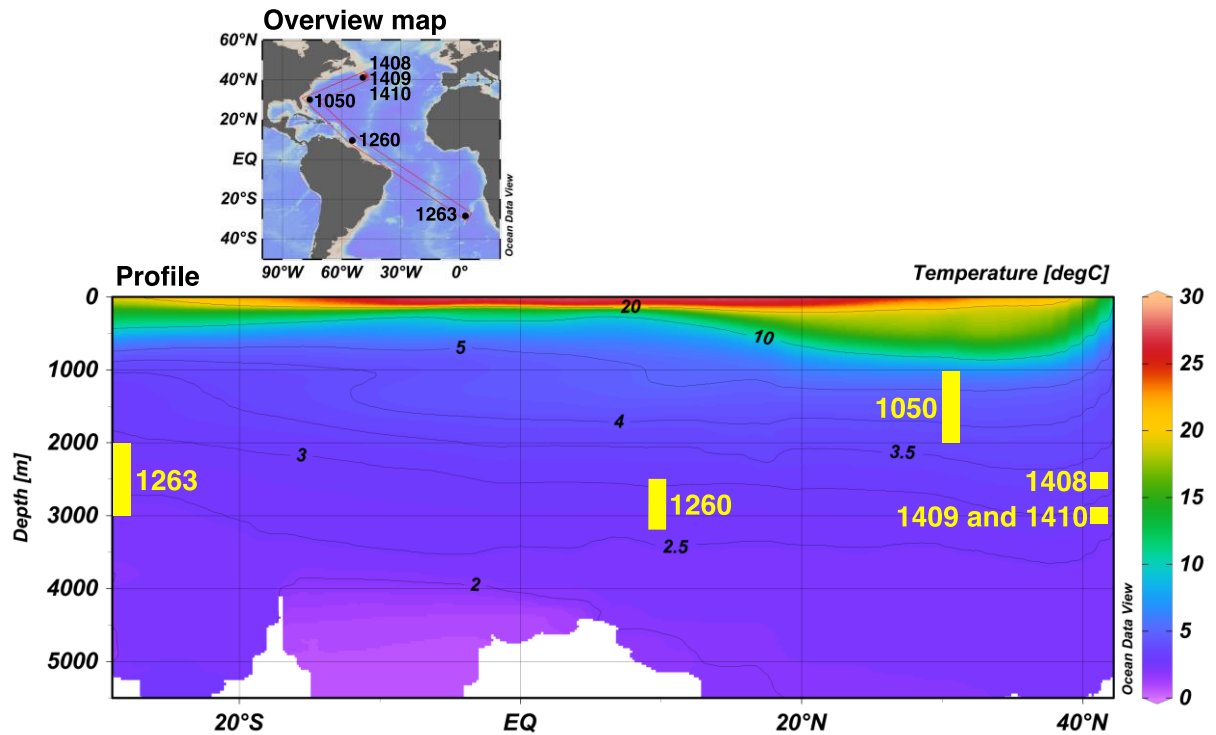 Overview map
60°N
40°N
20°N
EQ
20°S
40°S
90°W 60°W 30°W 0°
1408
1409
1410
1050
1260
1263
Ocean Data View
Profile
Temperature [degC]
Depth [m]
0
1000
2000
3000
4000
5000
20°S EQ 20°N 40°N
20
10
5
4
3.5
3
2.5
2
1050
1263
1260
1408
1409 and 1410
Ocean Data View
30
25
20
15
10
5
0